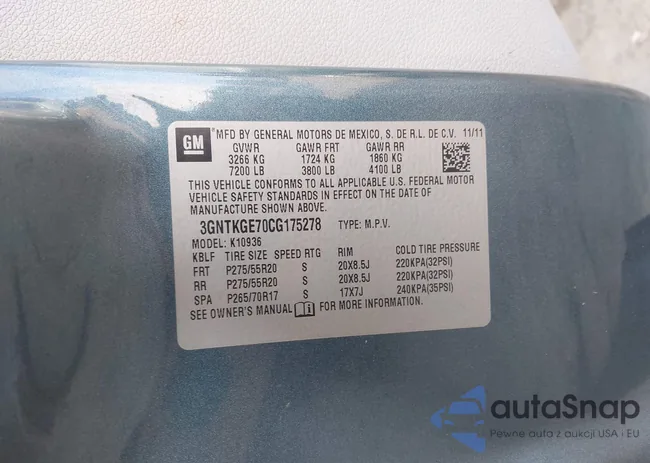 GM
MFD BY GENERAL MOTORS DE MEXICO, S. DE R.L. DE C.V. 11/11
GVWR GAWR FRT GAWR RR
3266 KG 1724 KG 1860 KG
7200 LB 3800 LB 4100 LB
THIS VEHICLE CONFORMS TO ALL APPLICABLE U.S. FEDERAL MOTOR
VEHICLE SAFETY STANDARDS IN EFFECT ON THE DATE OF
MANUFACTURE SHOWN ABOVE.
3GNTKGE70CG175278 TYPE: M.P.V.
MODEL: K10936
KBLF TIRE SIZE SPEED RTG RIM COLD TIRE PRESSURE
FRT P275/55R20 S 20X8.5J 220KPA(32PSI)
RR P275/55R20 S 20X8.5J 220KPA(32PSI)
SPA P265/70R17 S 17X7J 240KPA(35PSI)
SEE OWNER'S MANUAL FOR MORE INFORMATION.
autaSnap
Pewne auta z aukcji USA i EU